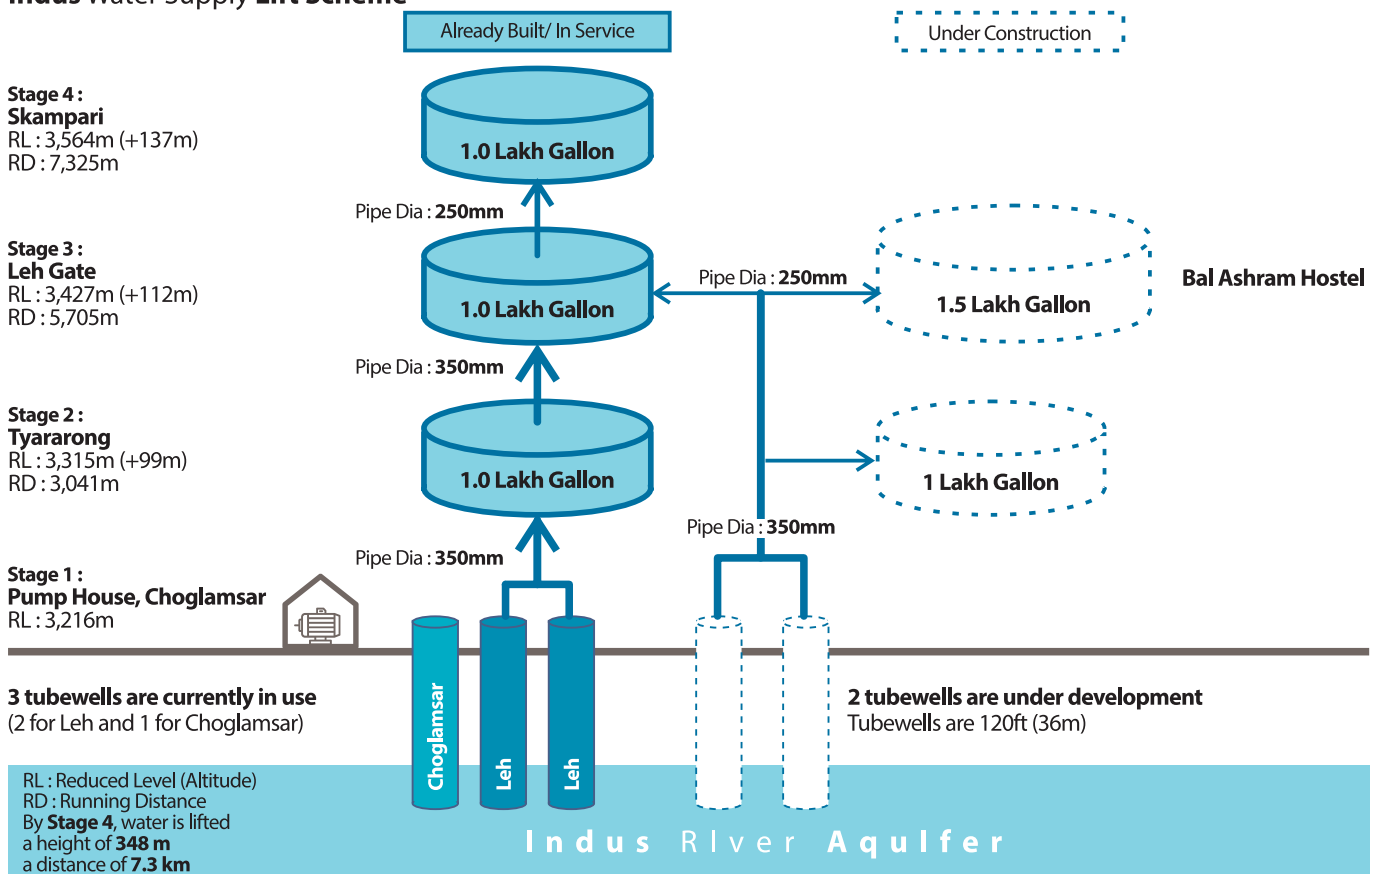 Indus Water Supply Lift Scheme
Already Built/ In Service
Under Construction
Stage 4 :
Skampari
RL : 3,564m (+137m)
RD : 7,325m
1.0 Lakh Gallon
Pipe Dia : 250mm
Stage 3 :
Leh Gate
RL : 3,427m (+112m)
RD : 5,705m
1.0 Lakh Gallon
Pipe Dia : 250mm
1.5 Lakh Gallon
Bal Ashram Hostel
Pipe Dia : 350mm
Stage 2 :
Tyararong
RL : 3,315m (+99m)
RD : 3,041m
1.0 Lakh Gallon
1 Lakh Gallon
Pipe Dia : 350mm
Pipe Dia : 350mm
Stage 1 :
Pump House, Choglamsar
RL : 3,216m
3 tubewells are currently in use
(2 for Leh and 1 for Choglamsar)
Choglamsar
Leh
Leh
2 tubewells are under development
Tubewells are 120ft (36m)
RL : Reduced Level (Altitude)
RD : Running Distance
By Stage 4, water is lifted
a height of 348 m
a distance of 7.3 km
Indus RIver AquIfer